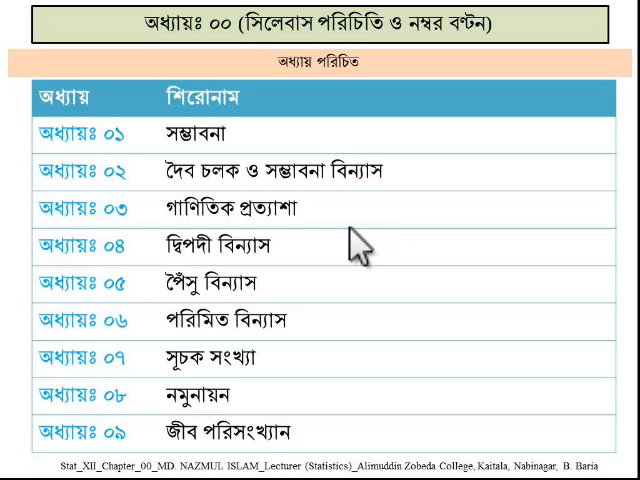 অধ্যায়ঃ ০০ (সিলেবাস পরিচিতি ও নম্বর বণ্টন)
অধ্যায় পরিচিত
অধ্যায় শিরোনাম
অধ্যায়ঃ ০১ সম্ভাবনা
অধ্যায়ঃ ০২ দৈব চলক ও সম্ভাবনা বিন্যাস
অধ্যায়ঃ ০৩ গাণিতিক প্রত্যাশা
অধ্যায়ঃ ০৪ দ্বিপদী বিন্যাস
অধ্যায়ঃ ০৫ পৈঁসু বিন্যাস
অধ্যায়ঃ ০৬ পরিমিত বিন্যাস
অধ্যায়ঃ ০৭ সূচক সংখ্যা
অধ্যায়ঃ ০৮ নমুনায়ন
অধ্যায়ঃ ০৯ জীব পরিসংখ্যান
Stat_XII_Chapter_00_MD. NAZMUL ISLAM_Lecturer (Statistics)_Alimuddin Zobeda College, Kaitala, Nabinagar, B. Baria